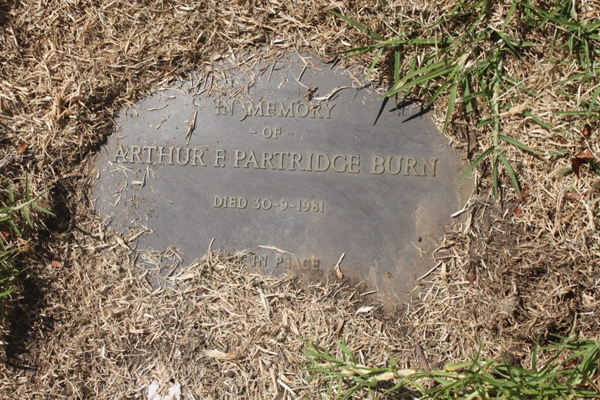 IN MEMORY
- OF -
ARTHUR F. PARTRIDGE BURN
DIED 30-9-1981
IN PEACE